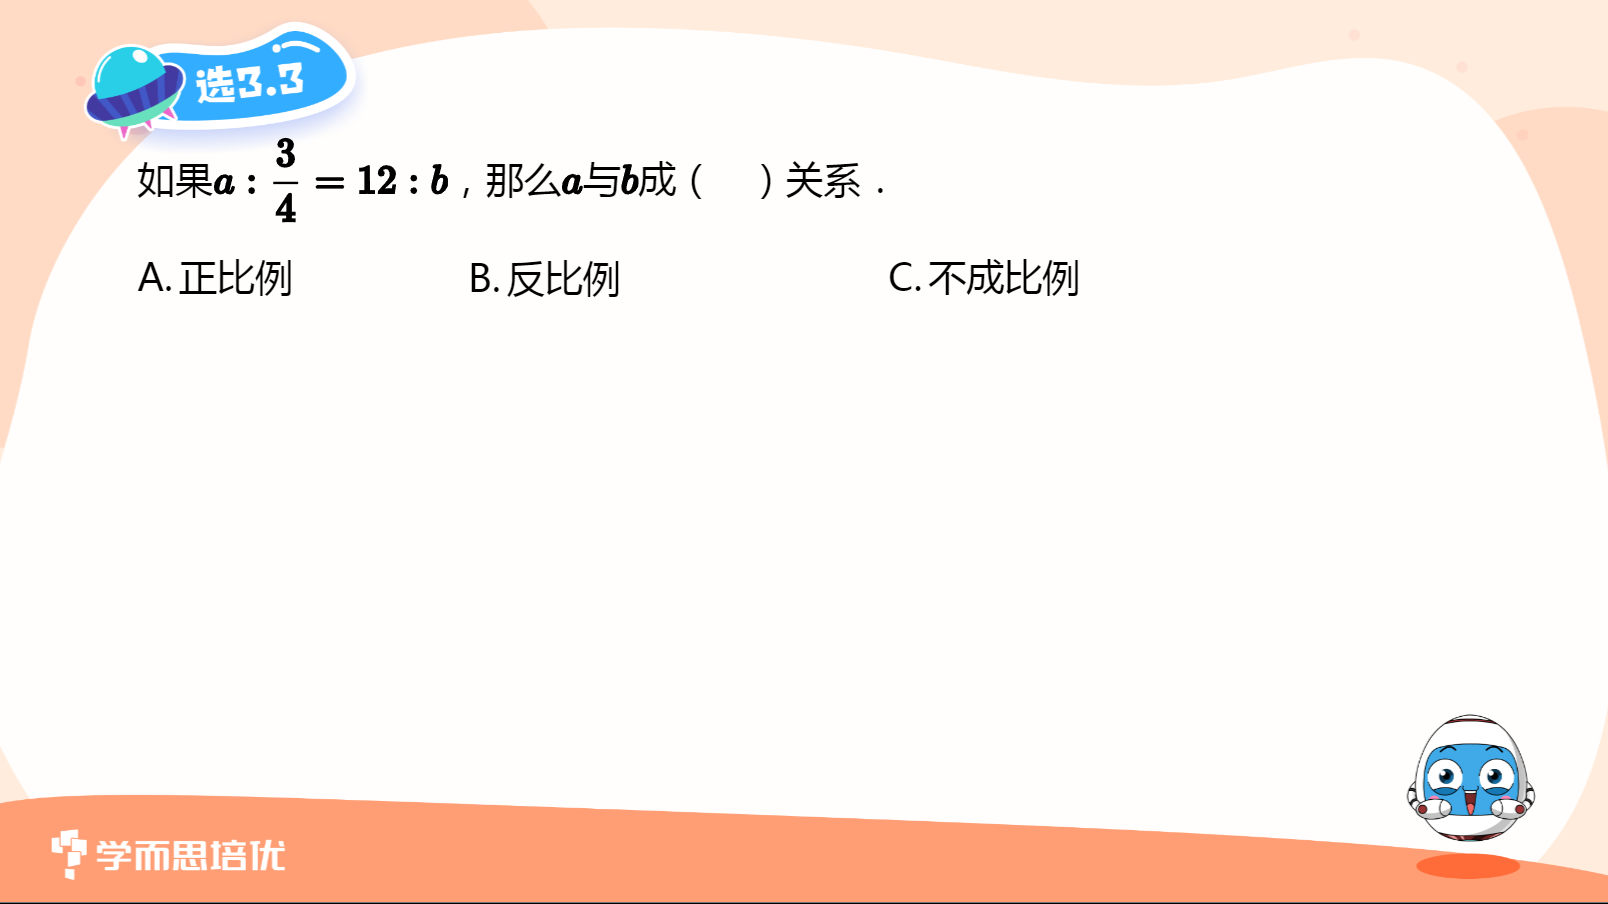 选3.3
如果a : 3/4 = 12 : b，那么a与b成（　）关系．
A. 正比例 B. 反比例 C. 不成比例
学而思培优